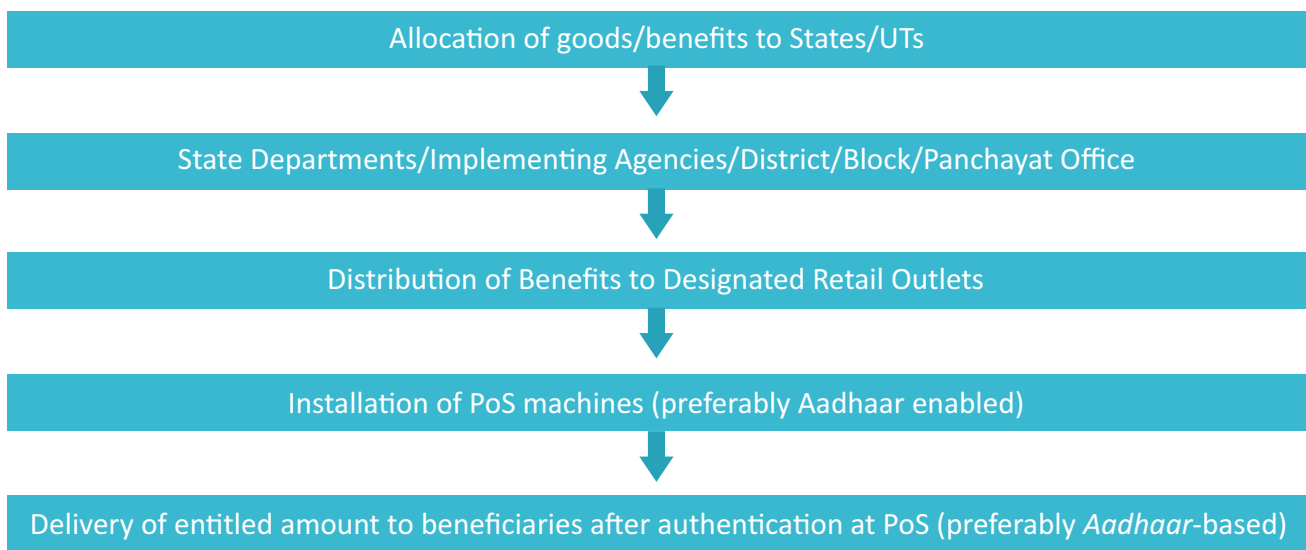 Allocation of goods/benefits to States/UTs
State Departments/Implementing Agencies/District/Block/Panchayat Office
Distribution of Benefits to Designated Retail Outlets
Installation of PoS machines (preferably Aadhaar enabled)
Delivery of entitled amount to beneficiaries after authentication at PoS (preferably Aadhaar-based)